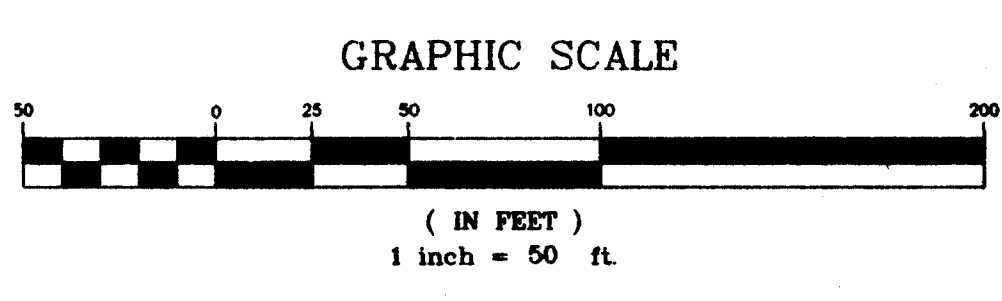 GRAPHIC SCALE
50 0 25 50 100 200
( IN FEET )
1 inch = 50 ft.